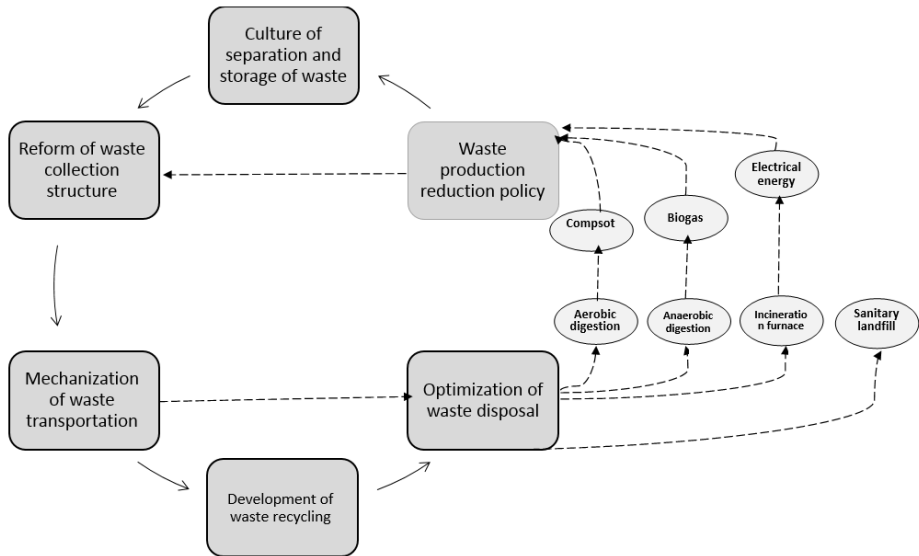 Culture of
separation and
storage of waste
Reform of waste
collection
structure
Waste
production
reduction policy
Electrical
energy
Compsot
Biogas
Aerobic
digestion
Anaerobic
digestion
Incineratio
n furnace
Sanitary
landfill
Mechanization
of waste
transportation
Optimization of
waste disposal
Development of
waste recycling